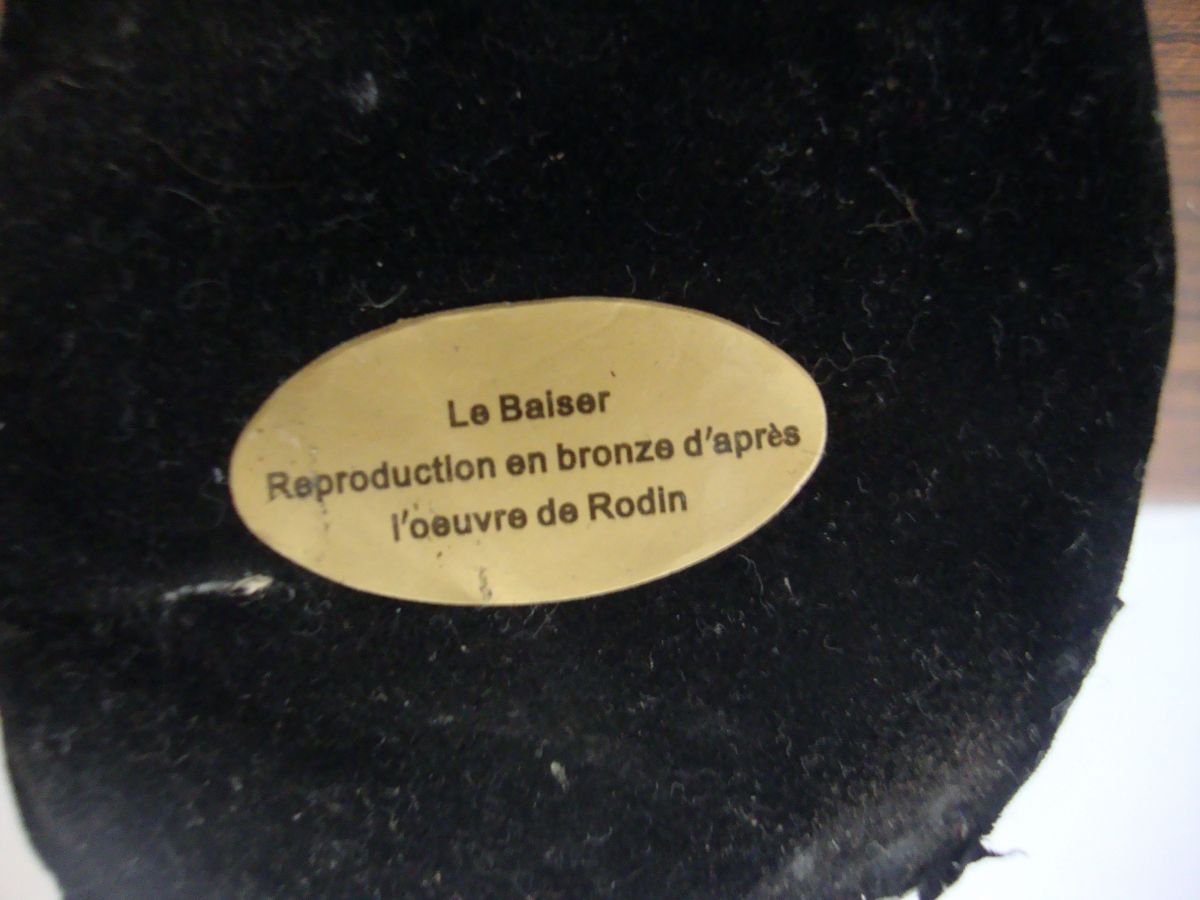 Le Baiser
Reproduction en bronze d'après
l'oeuvre de Rodin